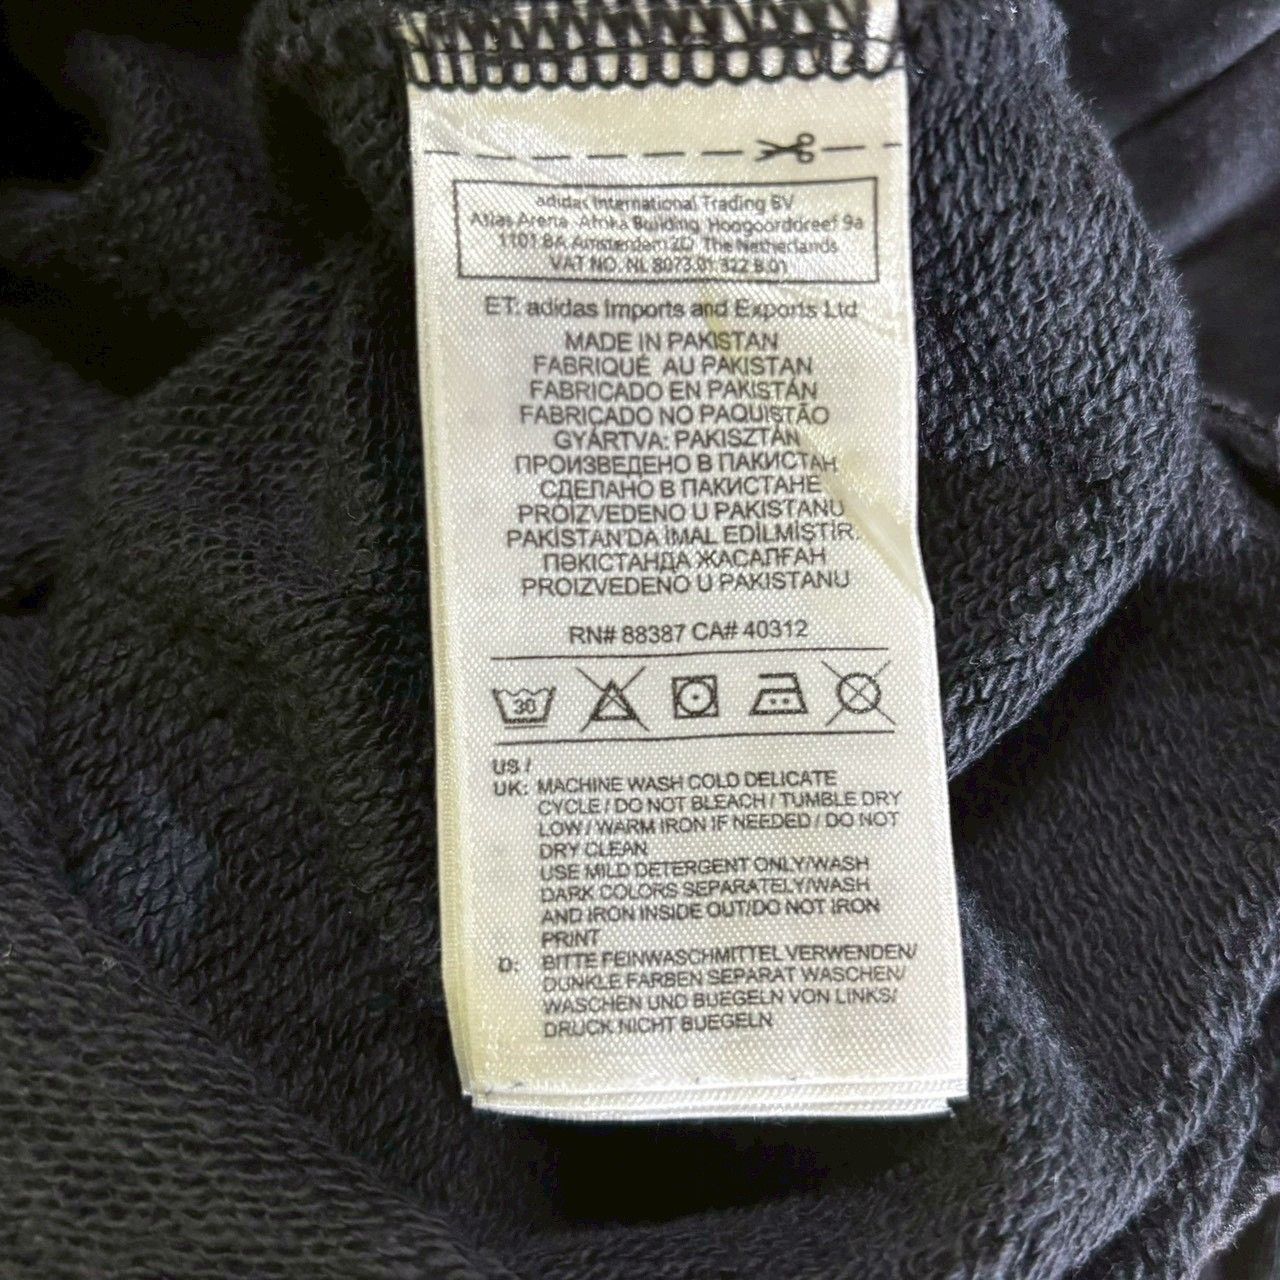 adidas International Trading BV
Atlas Arena Afrika Building, Hoogoorddreef 9a
1101 BA Amsterdam ZO, The Netherlands
VAT NO. NL 8073.01.322.B.01
ET: adidas Imports and Exports Ltd
MADE IN PAKISTAN
FABRIQUÉ AU PAKISTAN
FABRICADO EN PAKISTÁN
FABRICADO NO PAQUISTÃO
GYÁRTVA: PAKISZTÁN
ПРОИЗВЕДЕНО В ПАКИСТАН
СДЕЛАНО В ПАКИСТАНЕ
PROIZVEDENO U PAKISTANU
PAKİSTAN'DA İMAL EDİLMİŞTİR.
ПӘКІСТАНДА ЖАСАЛҒАН
PROIZVEDENO U PAKISTANU
RN# 88387 CA# 40312
30
US /
UK: MACHINE WASH COLD DELICATE
CYCLE / DO NOT BLEACH / TUMBLE DRY
LOW / WARM IRON IF NEEDED / DO NOT
DRY CLEAN
USE MILD DETERGENT ONLY/WASH
DARK COLORS SEPARATELY/WASH
AND IRON INSIDE OUT/DO NOT IRON
PRINT
D: BITTE FEINWASCHMITTEL VERWENDEN/
DUNKLE FARBEN SEPARAT WASCHEN/
WASCHEN UND BUEGELN VON LINKS/
DRUCK NICHT BUEGELN